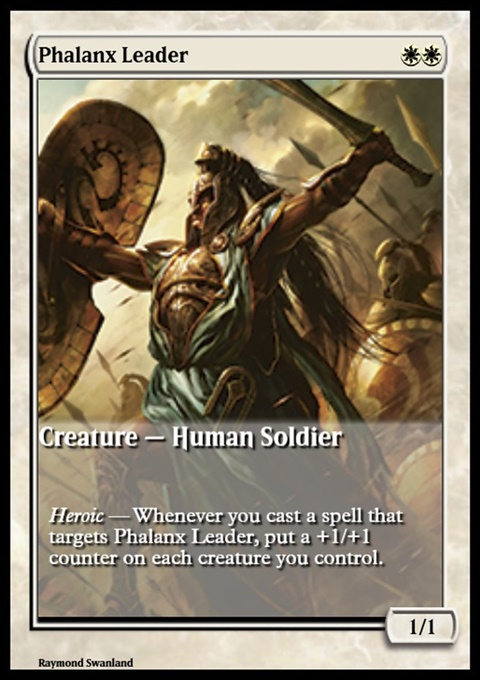 Phalanx Leader
Creature — Human Soldier
Heroic — Whenever you cast a spell that
targets Phalanx Leader, put a +1/+1
counter on each creature you control.
1/1
Raymond Swanland